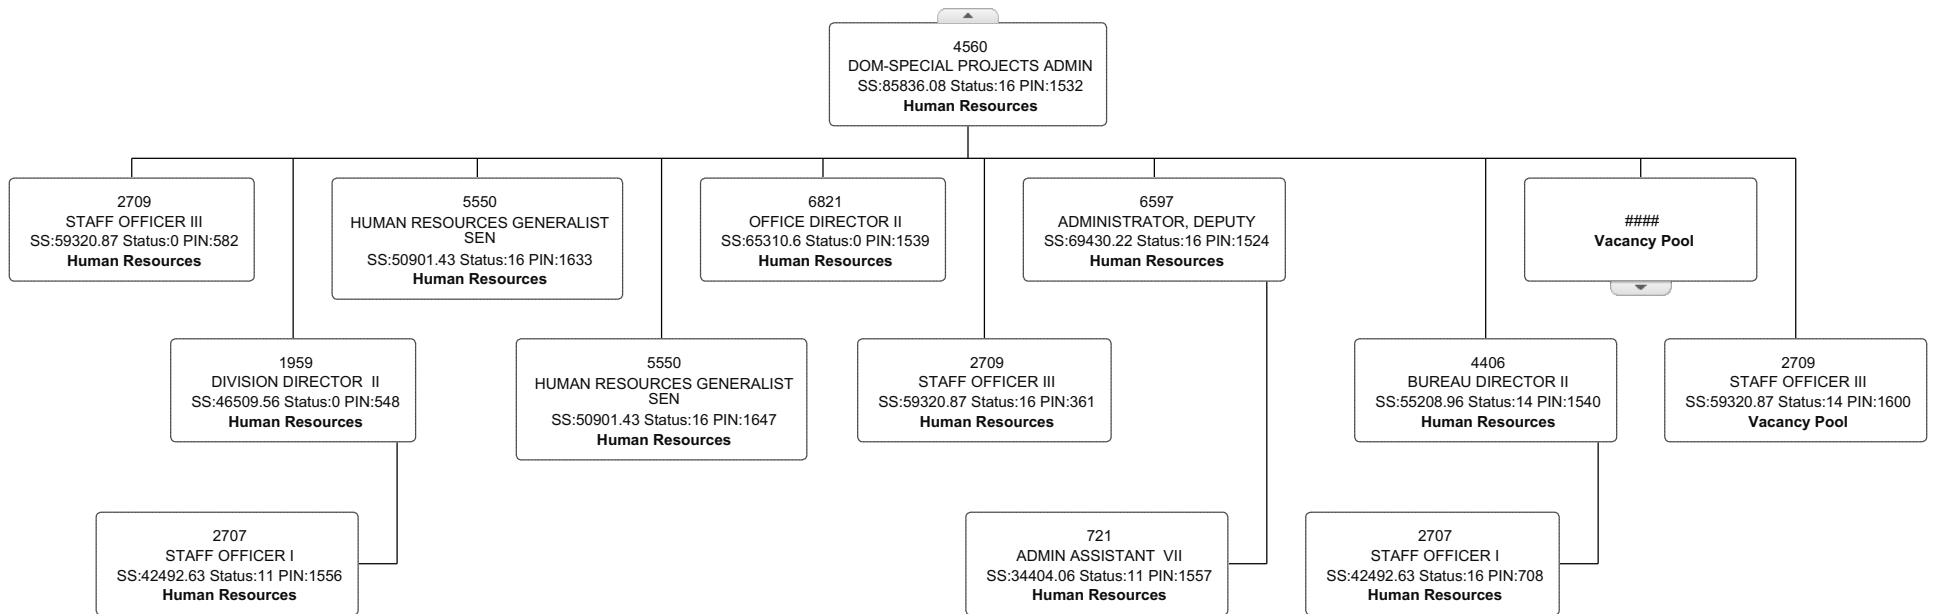 4560
DOM-SPECIAL PROJECTS ADMIN
SS:85836.08 Status:16 PIN:1532
Human Resources
2709
STAFF OFFICER III
SS:59320.87 Status:0 PIN:582
Human Resources
5550
HUMAN RESOURCES GENERALIST
SEN
SS:50901.43 Status:16 PIN:1633
Human Resources
6821
OFFICE DIRECTOR II
SS:65310.6 Status:0 PIN:1539
Human Resources
6597
ADMINISTRATOR, DEPUTY
SS:69430.22 Status:16 PIN:1524
Human Resources
####
Vacancy Pool
1959
DIVISION DIRECTOR  II
SS:46509.56 Status:0 PIN:548
Human Resources
5550
HUMAN RESOURCES GENERALIST
SEN
SS:50901.43 Status:16 PIN:1647
Human Resources
2709
STAFF OFFICER III
SS:59320.87 Status:16 PIN:361
Human Resources
4406
BUREAU DIRECTOR II
SS:55208.96 Status:14 PIN:1540
Human Resources
2709
STAFF OFFICER III
SS:59320.87 Status:14 PIN:1600
Vacancy Pool
2707
STAFF OFFICER I
SS:42492.63 Status:11 PIN:1556
Human Resources
721
ADMIN ASSISTANT  VII
SS:34404.06 Status:11 PIN:1557
Human Resources
2707
STAFF OFFICER I
SS:42492.63 Status:16 PIN:708
Human Resources